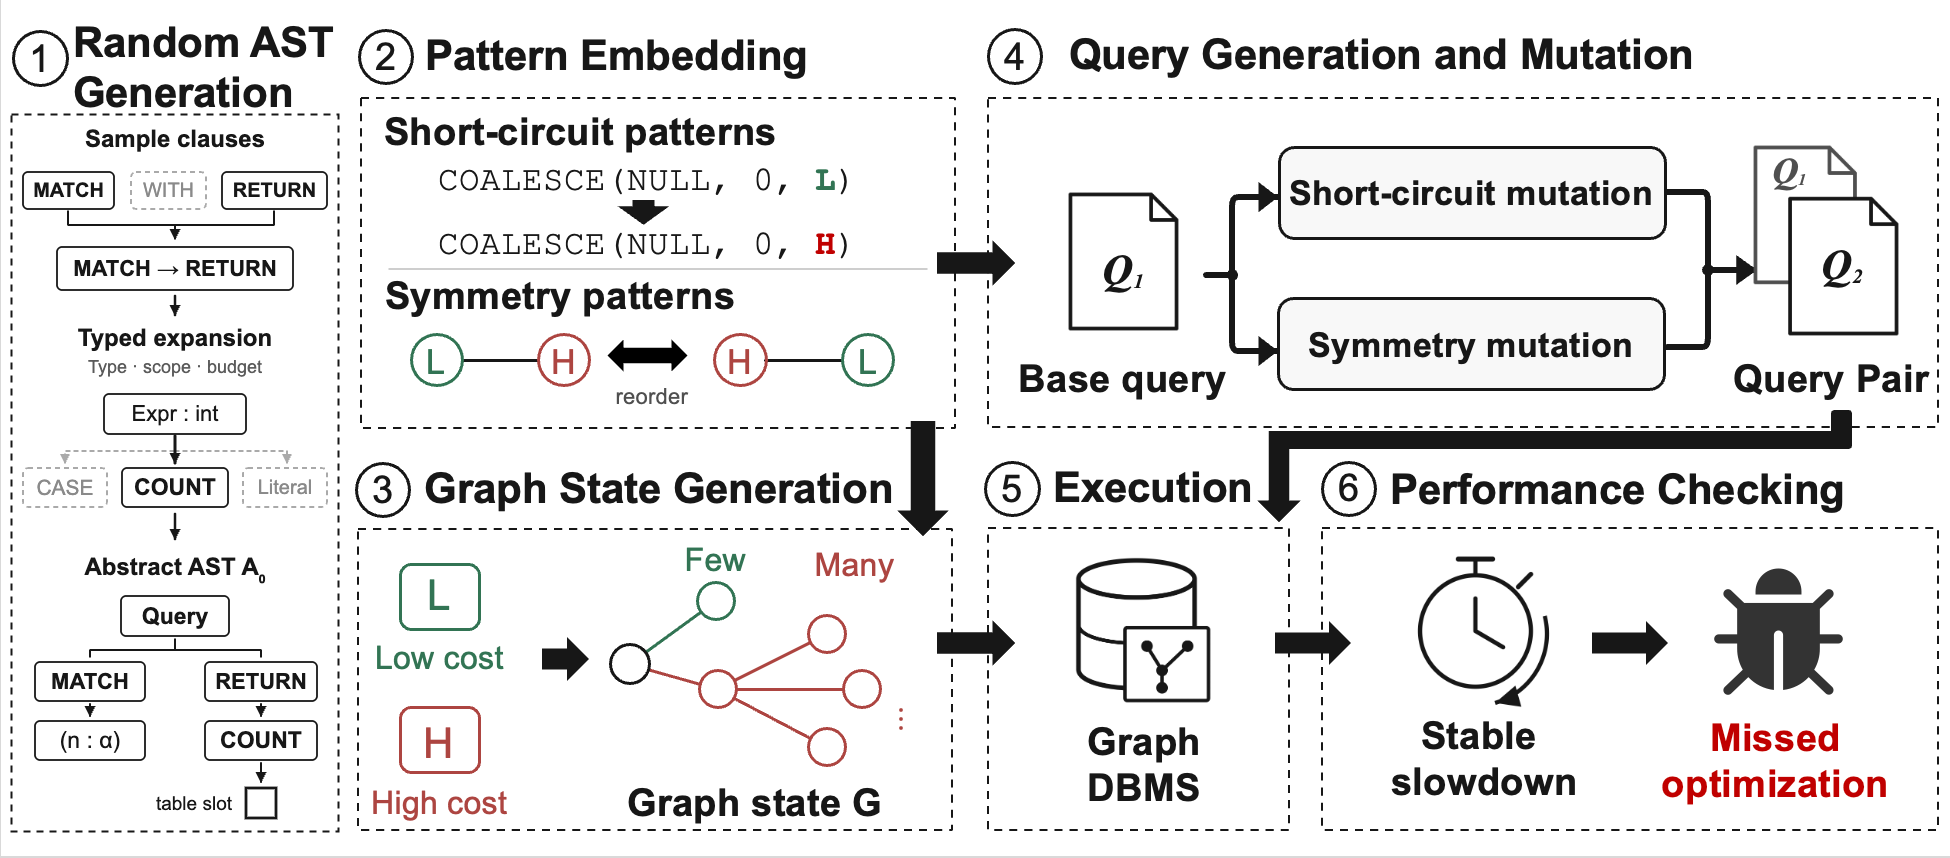 1 Random AST
Generation
Sample clauses
MATCH WITH RETURN
MATCH → RETURN
Typed expansion
Type · scope · budget
Expr : int
CASE COUNT Literal
Abstract AST A0
Query
MATCH RETURN
(n : α) COUNT
table slot
2 Pattern Embedding
Short-circuit patterns
COALESCE(NULL, 0, L)
COALESCE(NULL, 0, H)
Symmetry patterns
L H H L
reorder
3 Graph State Generation
L
Low cost
H
High cost
Few
Many
⋮
Graph state G
4 Query Generation and Mutation
Q1
Base query
Short-circuit mutation
Symmetry mutation
Q1
Q2
Query Pair
5 Execution
Graph
DBMS
6 Performance Checking
Stable
slowdown
Missed
optimization